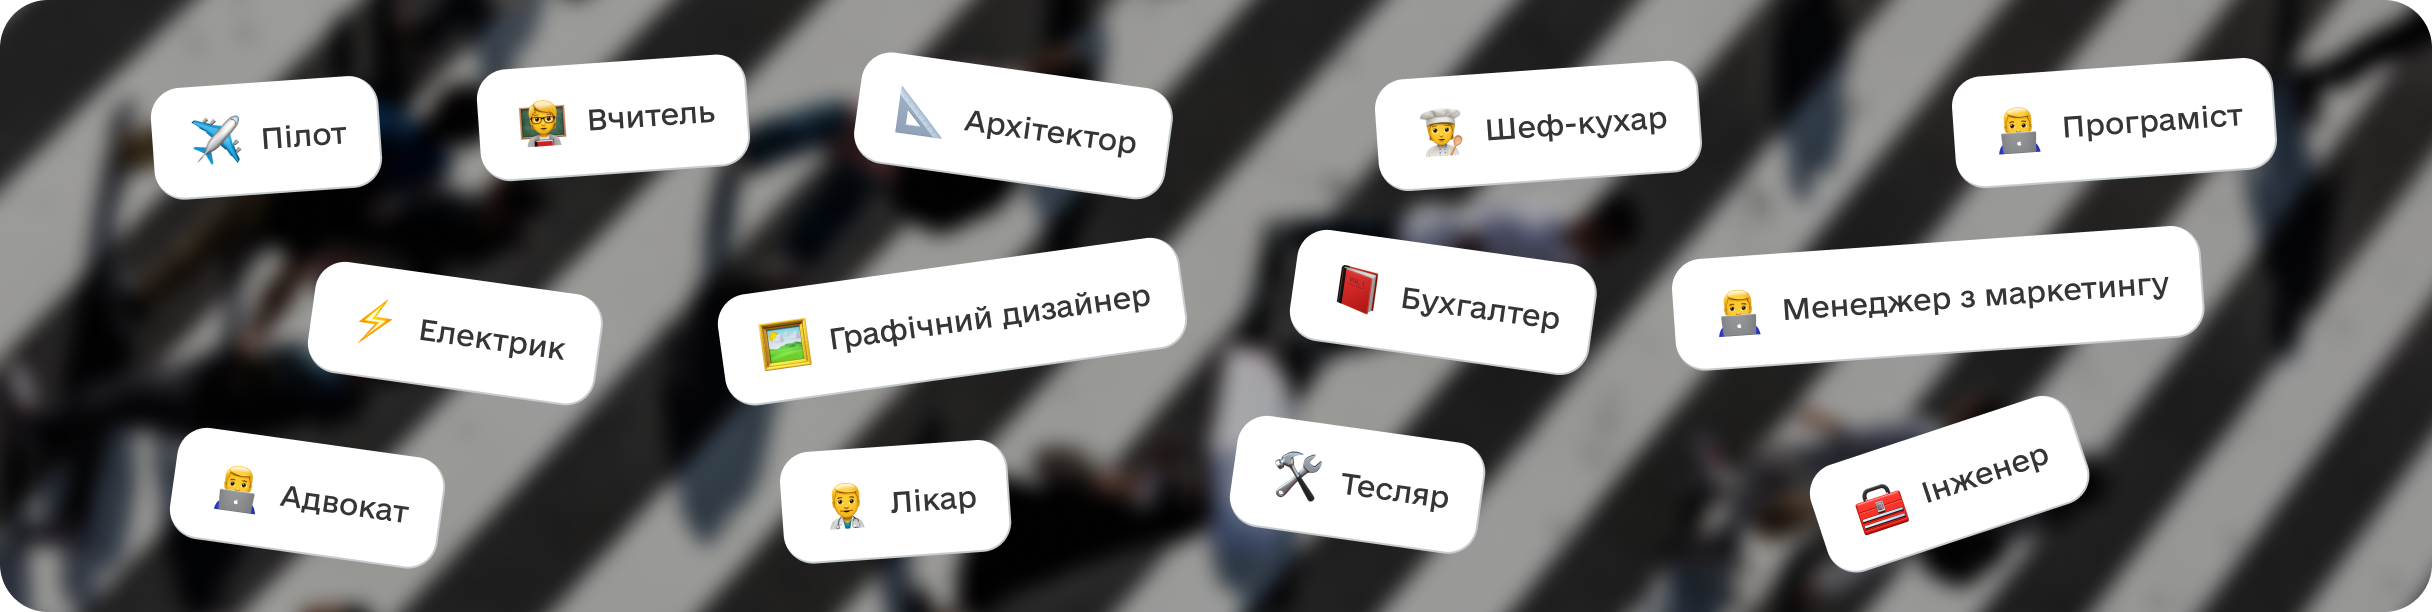 Пілот
Вчитель
Архітектор
Шеф-кухар
Програміст
Електрик
Графічний дизайнер
Бухгалтер
Менеджер з маркетингу
Адвокат
Лікар
Тесляр
Інженер